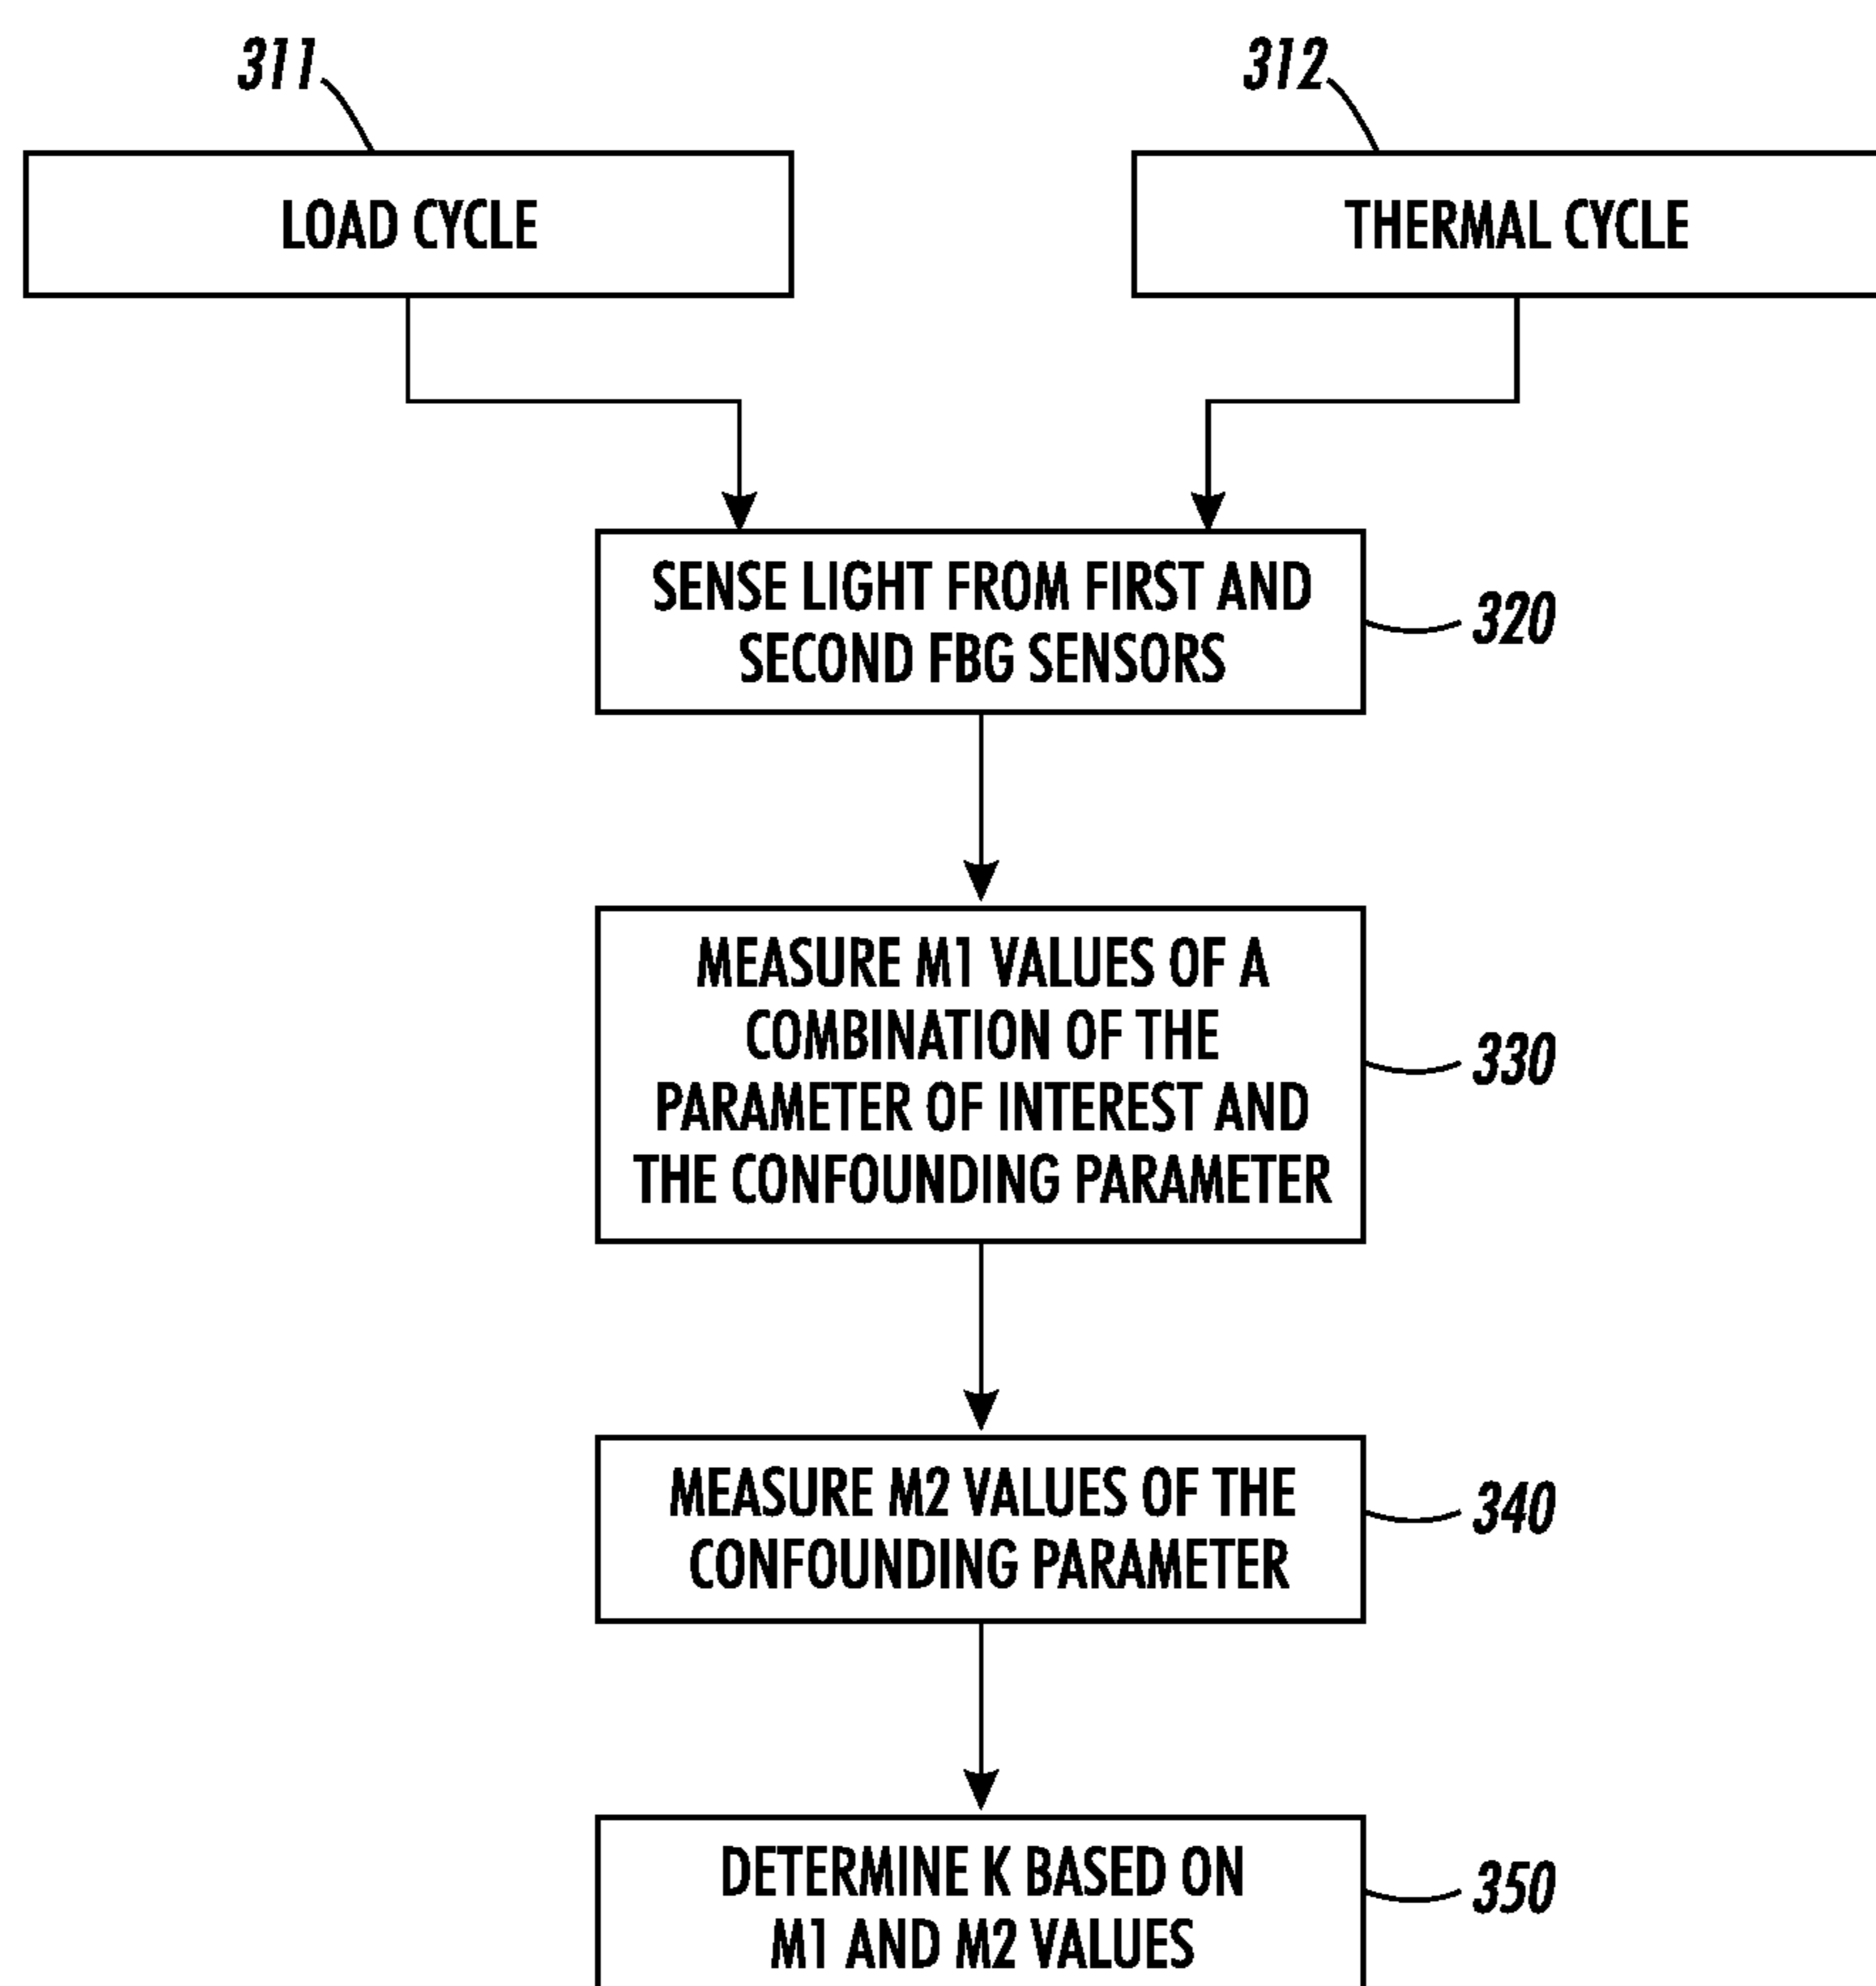 311
312
LOAD CYCLE
THERMAL CYCLE
SENSE LIGHT FROM FIRST AND
SECOND FBG SENSORS
320
MEASURE M1 VALUES OF A
COMBINATION OF THE
PARAMETER OF INTEREST AND
THE CONFOUNDING PARAMETER
330
MEASURE M2 VALUES OF THE
CONFOUNDING PARAMETER
340
DETERMINE K BASED ON
M1 AND M2 VALUES
350